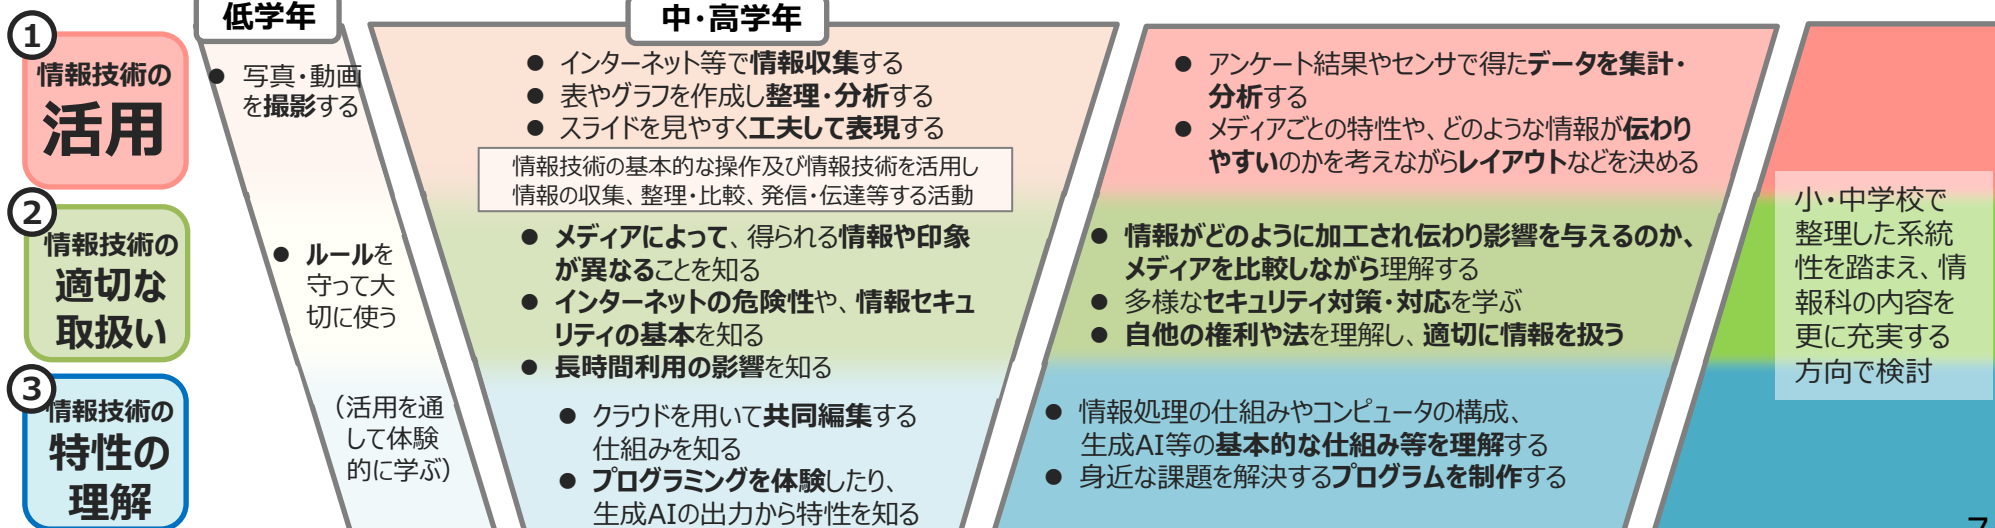 低学年
中・高学年
①
情報技術の
活用
● 写真・動画
を撮影する
● インターネット等で情報収集する
● 表やグラフを作成し整理・分析する
● スライドを見やすく工夫して表現する
情報技術の基本的な操作及び情報技術を活用し
情報の収集、整理・比較、発信・伝達等する活動
● アンケート結果やセンサで得たデータを集計・
分析する
● メディアごとの特性や、どのような情報が伝わり
やすいのかを考えながらレイアウトなどを決める
②
情報技術の
適切な
取扱い
● ルールを
守って大
切に使う
● メディアによって、得られる情報や印象
が異なることを知る
● インターネットの危険性や、情報セキュ
リティの基本を知る
● 長時間利用の影響を知る
● 情報がどのように加工され伝わり影響を与えるのか、
メディアを比較しながら理解する
● 多様なセキュリティ対策・対応を学ぶ
● 自他の権利や法を理解し、適切に情報を扱う
小・中学校で
整理した系統
性を踏まえ、情
報科の内容を
更に充実する
方向で検討
③
情報技術の
特性の
理解
（活用を通
して体験
的に学ぶ）
● クラウドを用いて共同編集する
仕組みを知る
● プログラミングを体験したり、
生成AIの出力から特性を知る
● 情報処理の仕組みやコンピュータの構成、
生成AI等の基本的な仕組み等を理解する
● 身近な課題を解決するプログラムを制作する